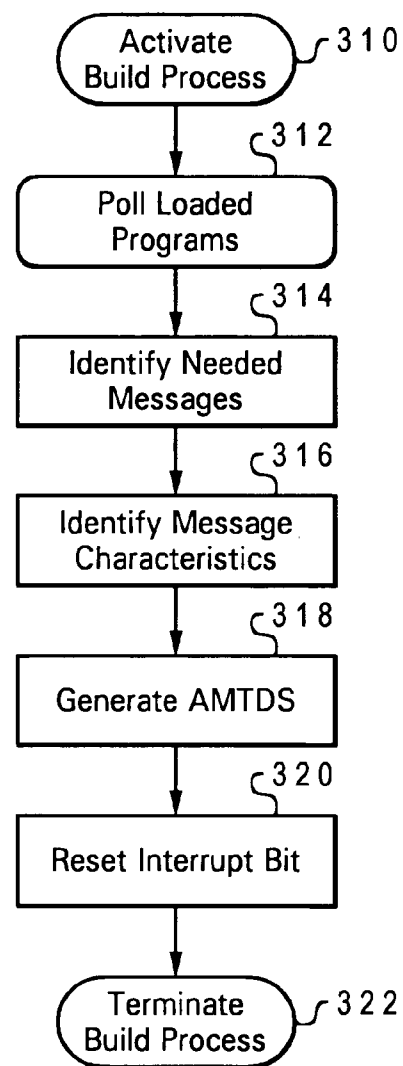 Activate
Build Process
310
312
Poll Loaded
Programs
314
Identify Needed
Messages
316
Identify Message
Characteristics
318
Generate AMTDS
320
Reset Interrupt Bit
Terminate
Build Process
322